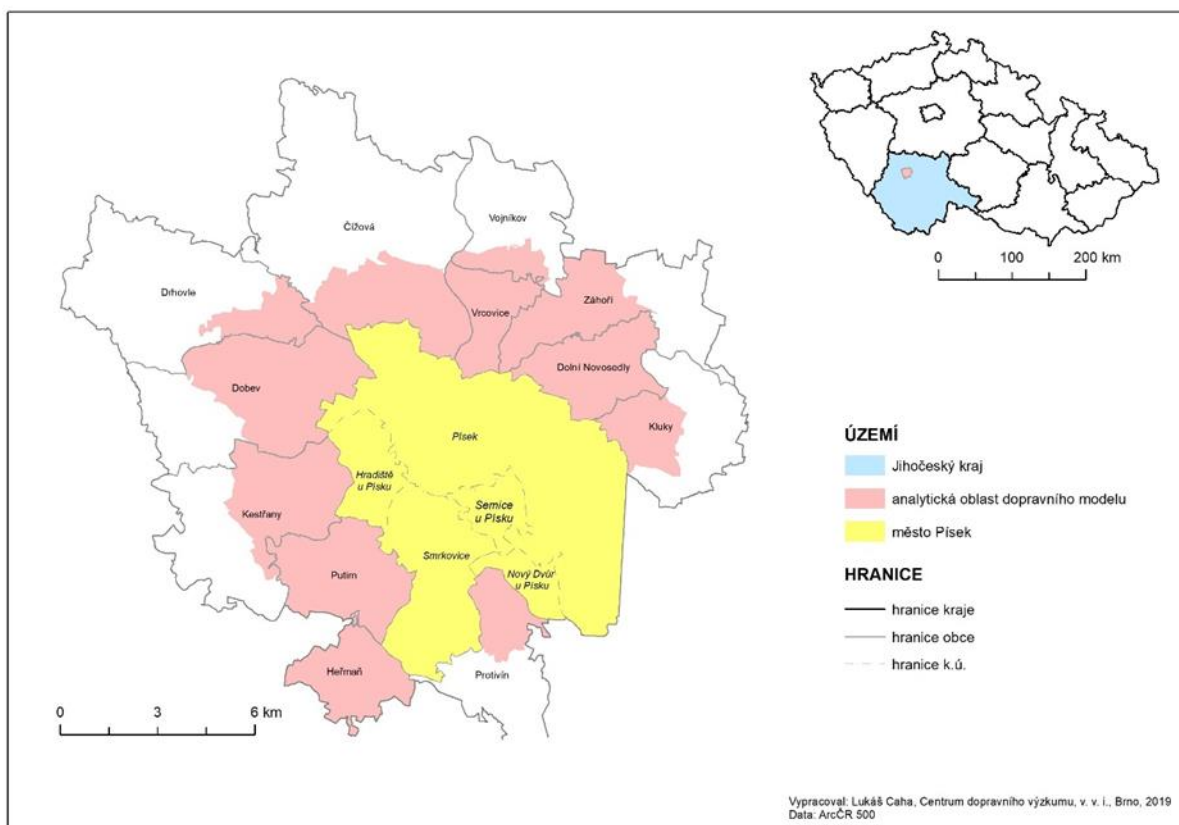 Čížová
Vojníkov
Drhovle
Záhoří
Vrcovice
Dolní Novosedly
Dobev
Kluky
Písek
Hradiště
u Písku
Semice
u Písku
Kestřany
Smrkovice
Putim
Nový Dvůr
u Písku
Heřmaň
Protivín
0 3 6 km
0 100 200 km
ÚZEMÍ
Jihočeský kraj
analytická oblast dopravního modelu
město Písek
HRANICE
hranice kraje
hranice obce
hranice k.ú.
Vypracoval: Lukáš Caha, Centrum dopravního výzkumu, v. v. i., Brno, 2019
Data: ArcČR 500